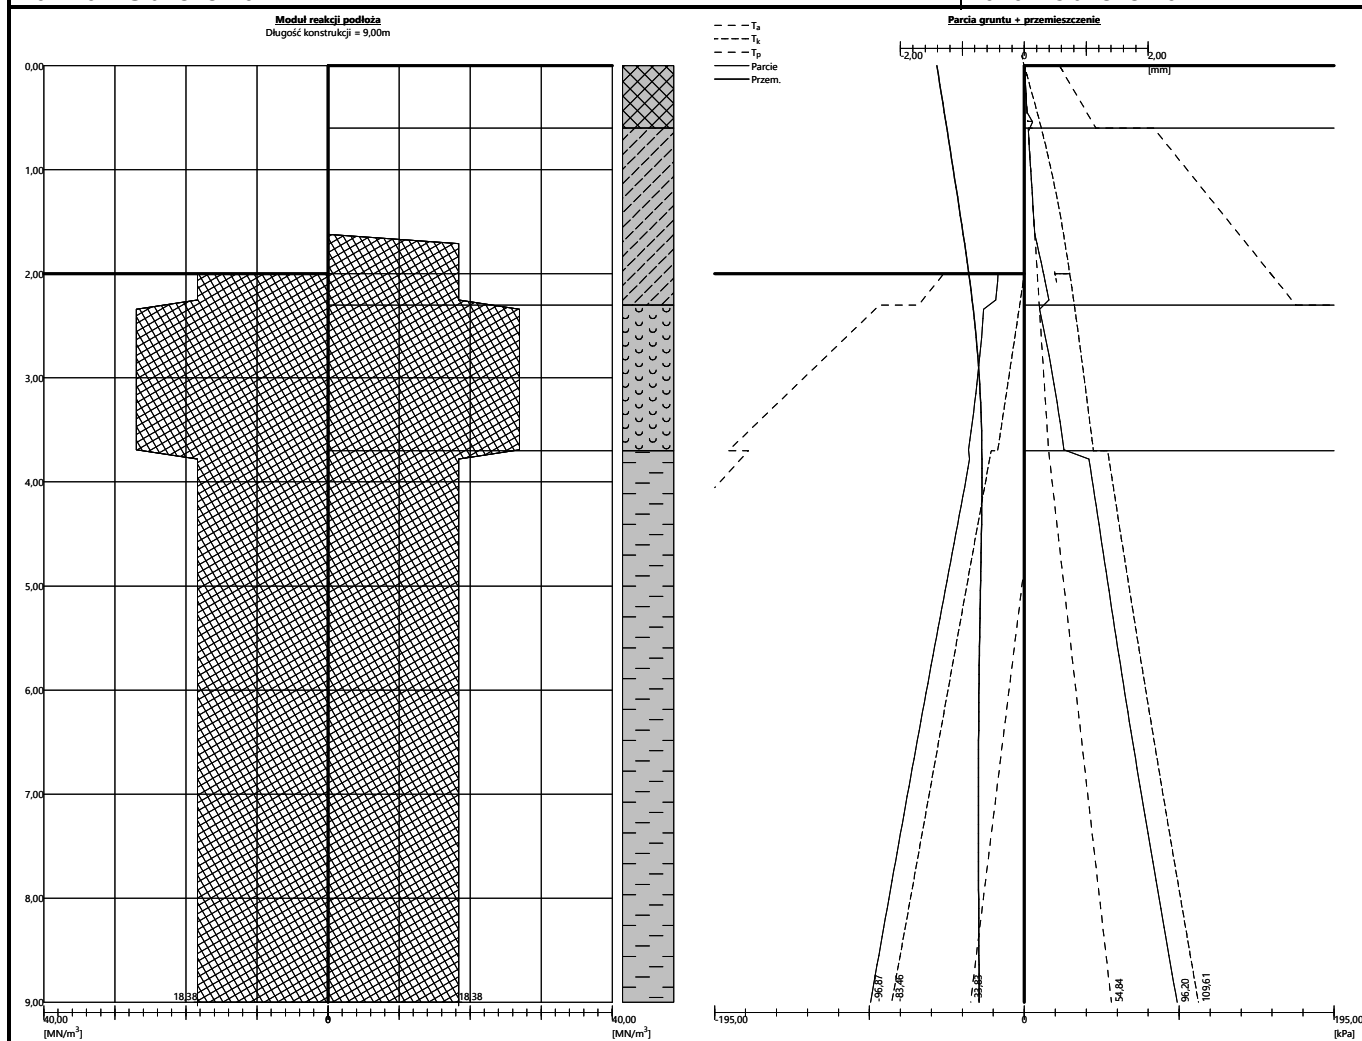 Moduł reakcji podłoża
Długość konstrukcji = 9,00m
0,00
1,00
2,00
3,00
4,00
5,00
6,00
7,00
8,00
9,00
18,38
18,38
40,00
0
40,00
[MN/m³]
[MN/m³]
Parcia gruntu + przemieszczenie
Tₐ
Tₖ
Tₚ
Parcie
Przem.
-2,00
0
2,00
[mm]
-96,87
-83,46
-33,83
54,84
96,20
109,61
-195,00
0
195,00
[kPa]